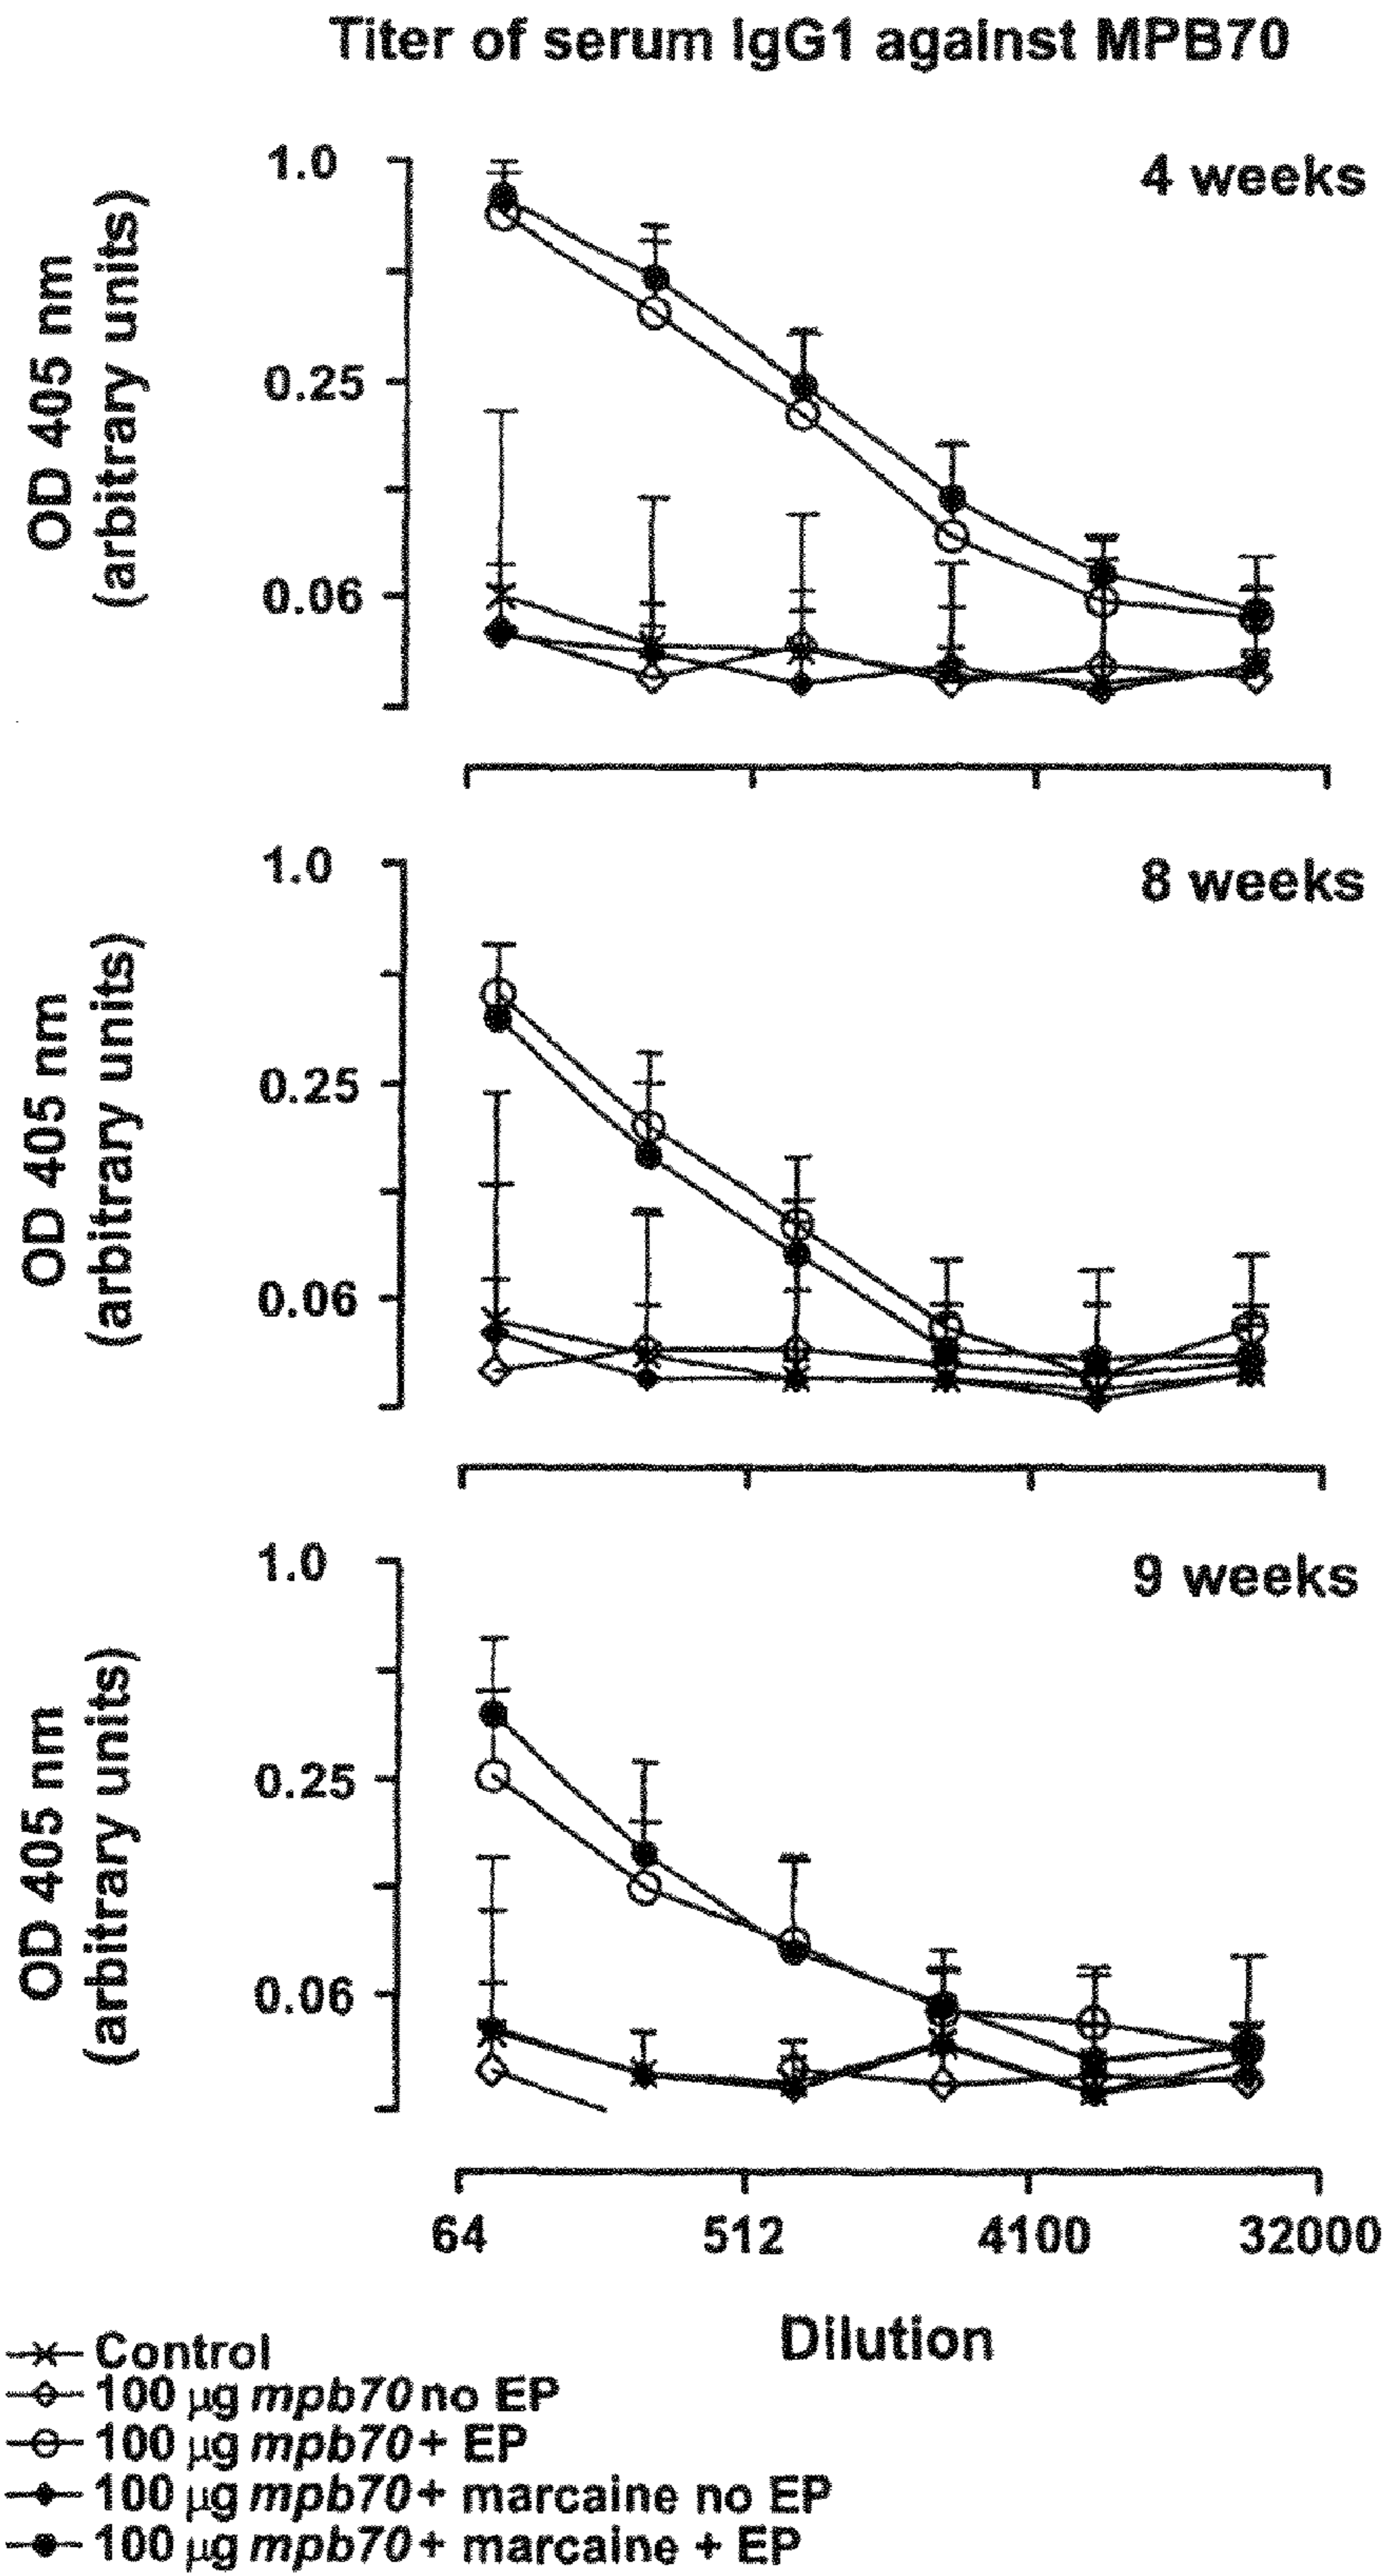 Titer of serum IgG1 against MPB70
4 weeks
OD 405 nm
(arbitrary units)
1.0
0.25
0.06
8 weeks
OD 405 nm
(arbitrary units)
1.0
0.25
0.06
9 weeks
OD 405 nm
(arbitrary units)
1.0
0.25
0.06
64 512 4100 32000
Dilution
Control
100 µg mpb70 no EP
100 µg mpb70 + EP
100 µg mpb70 + marcaine no EP
100 µg mpb70 + marcaine + EP